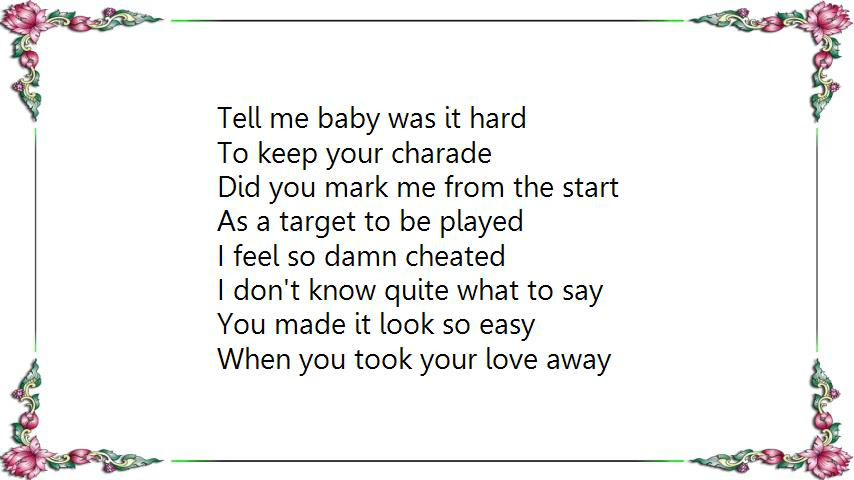 Tell me baby was it hard
To keep your charade
Did you mark me from the start
As a target to be played
I feel so damn cheated
I don't know quite what to say
You made it look so easy
When you took your love away